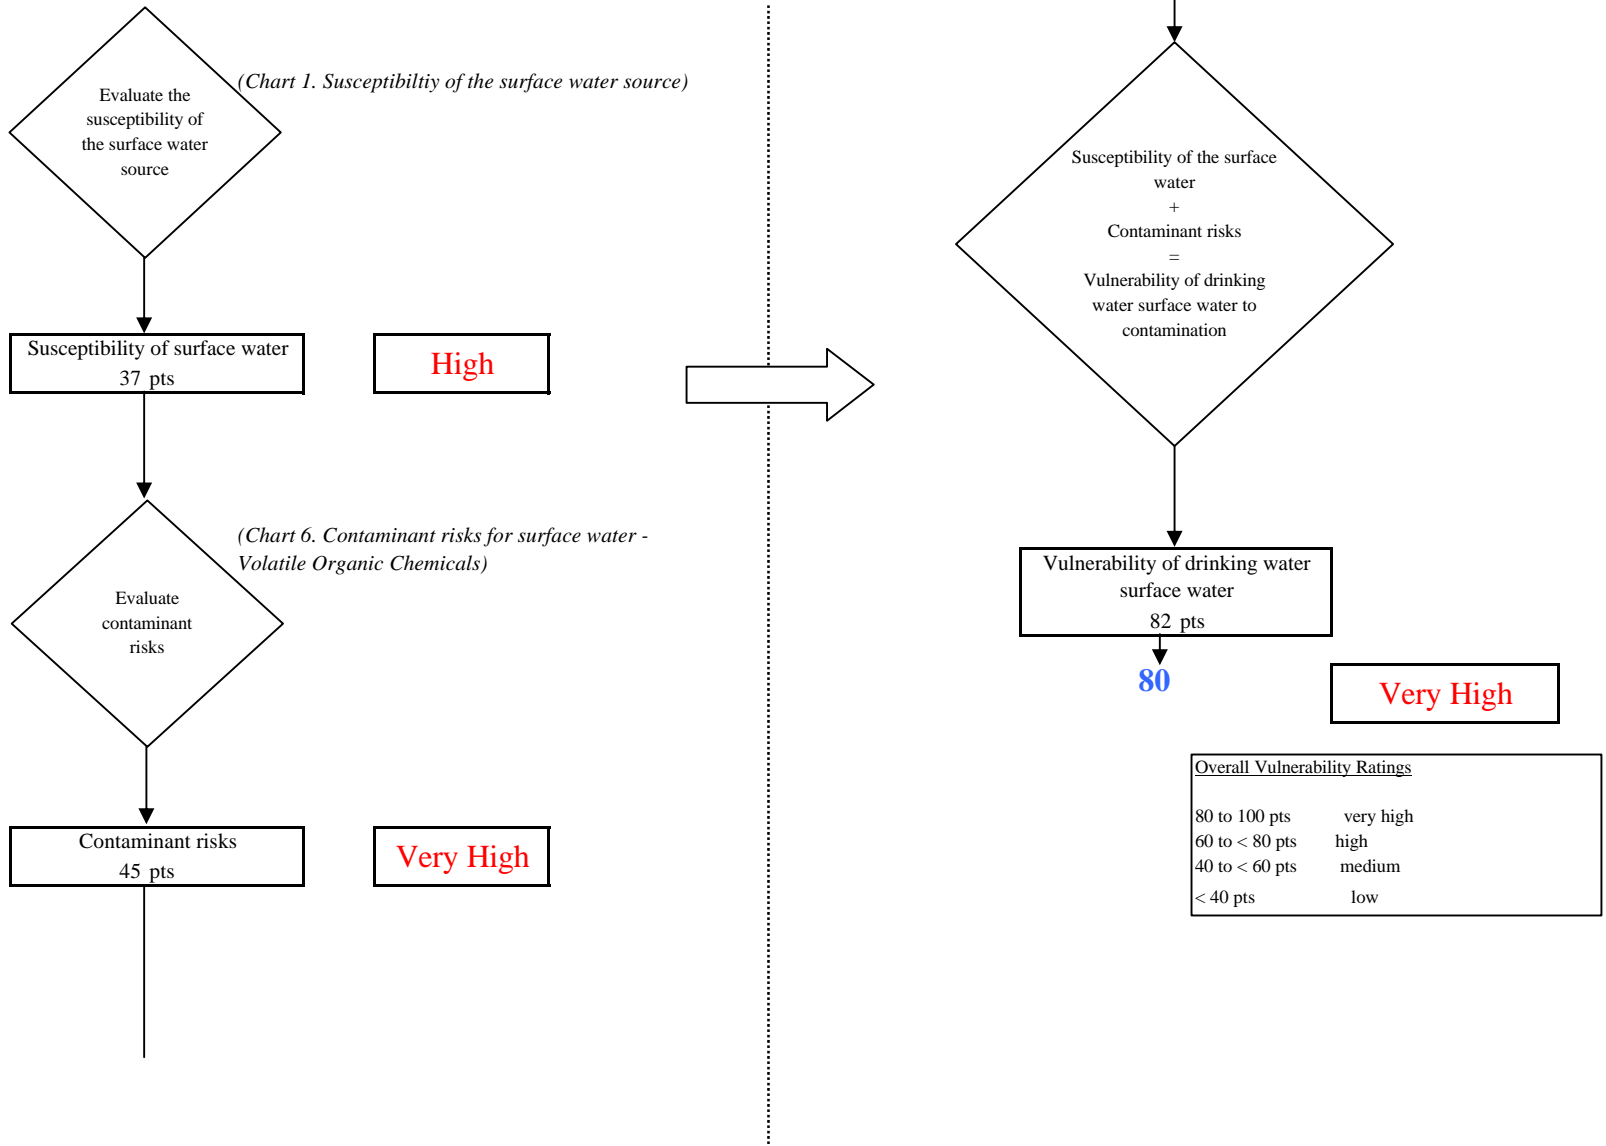 Evaluate the
susceptibility of
the surface water
source
(Chart 1. Susceptibiltiy of the surface water source)
Susceptibility of surface water
37 pts
High
(Chart 6. Contaminant risks for surface water -
Volatile Organic Chemicals)
Evaluate
contaminant
risks
Contaminant risks
45 pts
Very High
Susceptibility of the surface
water
+
Contaminant risks
=
Vulnerability of drinking
water surface water to
contamination
Vulnerability of drinking water
surface water
82 pts
80
Very High
Overall Vulnerability Ratings
80 to 100 pts very high
60 to < 80 pts high
40 to < 60 pts medium
< 40 pts low